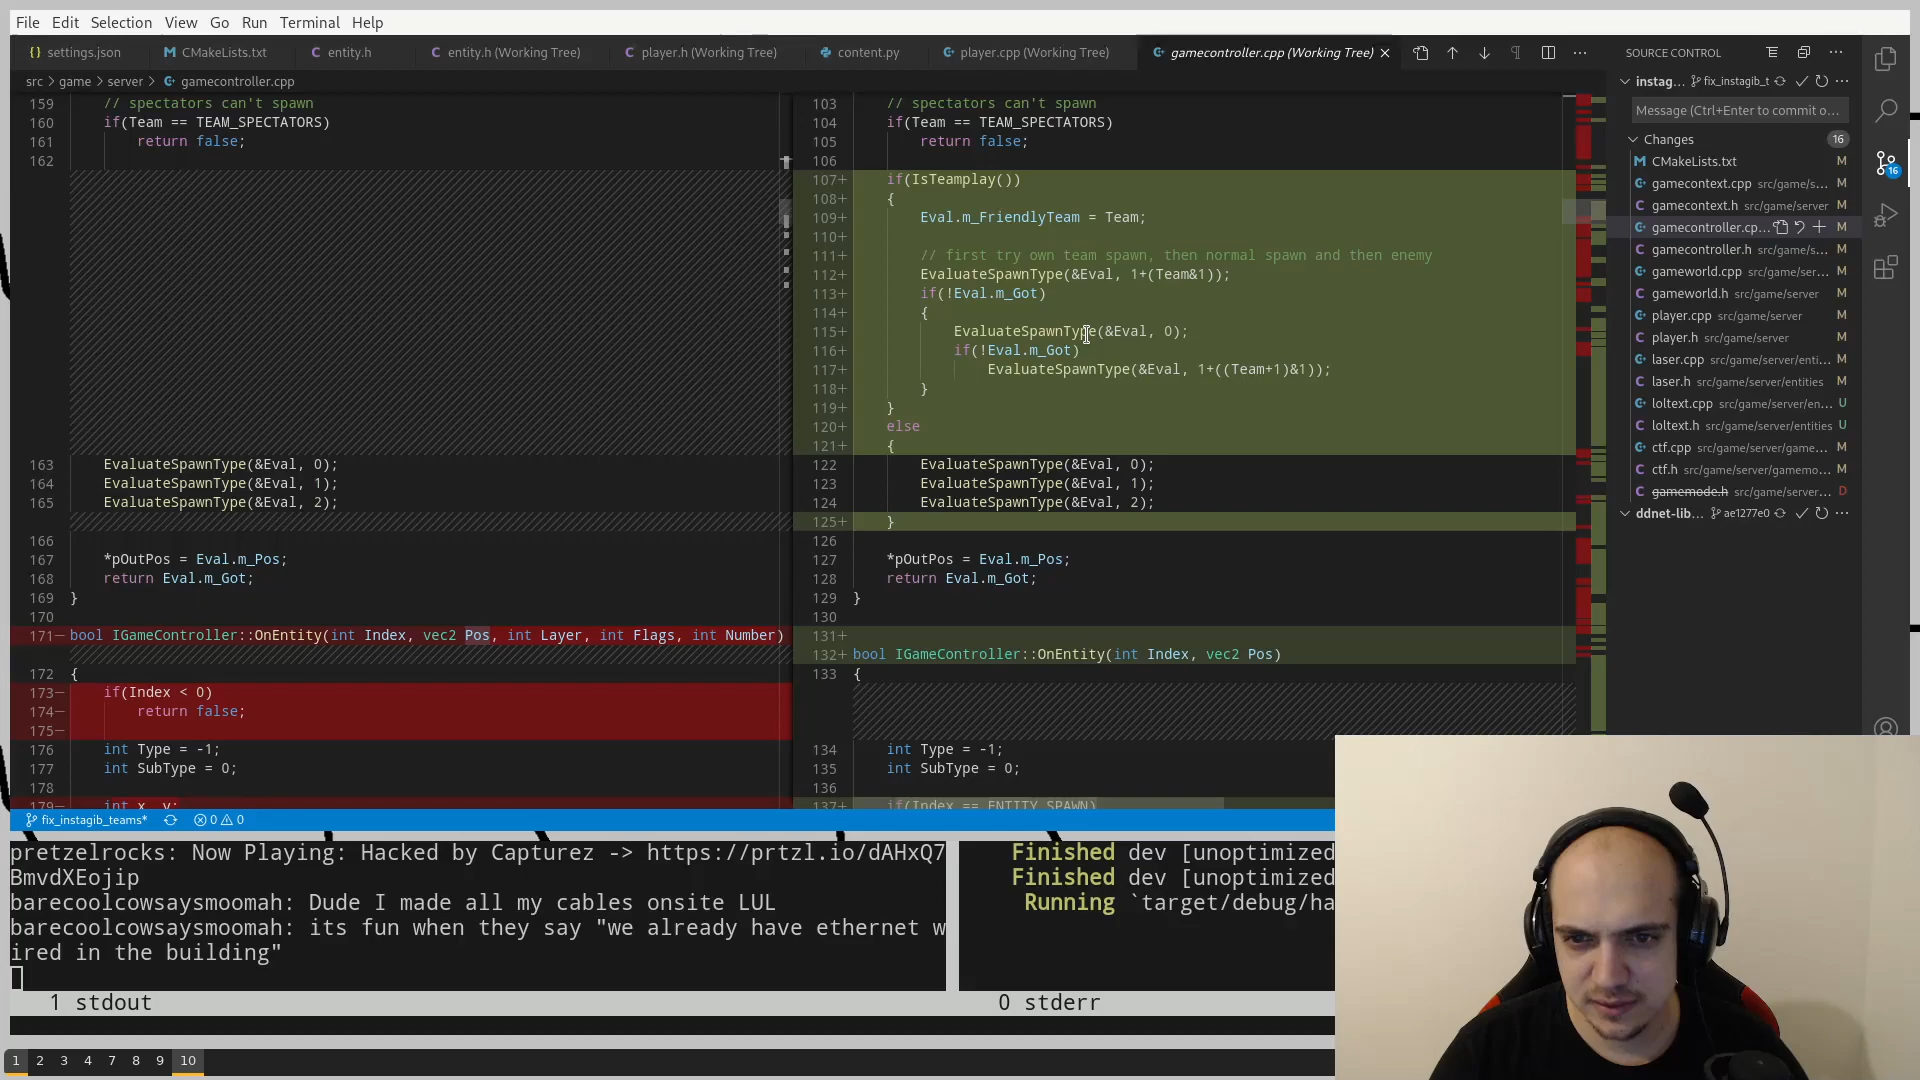 File Edit Selection View Go Run Terminal Help
settings.json CMakeLists.txt entity.h entity.h (Working Tree) player.h (Working Tree) content.py player.cpp (Working Tree) gamecontroller.cpp (Working Tree)
src > game > server > gamecontroller.cpp
159 // spectators can't spawn
160 if(Team == TEAM_SPECTATORS)
161 return false;
162
163 EvaluateSpawnType(&Eval, 0);
164 EvaluateSpawnType(&Eval, 1);
165 EvaluateSpawnType(&Eval, 2);
166
167 *pOutPos = Eval.m_Pos;
168 return Eval.m_Got;
169 }
170
171- bool IGameController::OnEntity(int Index, vec2 Pos, int Layer, int Flags, int Number)
172 {
173- if(Index < 0)
174- return false;
175-
176 int Type = -1;
177 int SubType = 0;
178
179- int x, y;
103 // spectators can't spawn
104 if(Team == TEAM_SPECTATORS)
105 return false;
106
107+ if(IsTeamplay())
108+ {
109+ Eval.m_FriendlyTeam = Team;
110+
111+ // first try own team spawn, then normal spawn and then enemy
112+ EvaluateSpawnType(&Eval, 1+(Team&1));
113+ if(!Eval.m_Got)
114+ {
115+ EvaluateSpawnType(&Eval, 0);
116+ if(!Eval.m_Got)
117+ EvaluateSpawnType(&Eval, 1+((Team+1)&1));
118+ }
119+ }
120+ else
121+ {
122 EvaluateSpawnType(&Eval, 0);
123 EvaluateSpawnType(&Eval, 1);
124 EvaluateSpawnType(&Eval, 2);
125+ }
126
127 *pOutPos = Eval.m_Pos;
128 return Eval.m_Got;
129 }
130
131+
132+ bool IGameController::OnEntity(int Index, vec2 Pos)
133 {
134 int Type = -1;
135 int SubType = 0;
136
137+ if(Index == ENTITY_SPAWN)
SOURCE CONTROL
instag... fix_instagib_t
Message (Ctrl+Enter to commit o...
Changes 16
CMakeLists.txt M
gamecontext.cpp src/game/s... M
gamecontext.h src/game/server M
gamecontroller.cp... M
gamecontroller.h src/game/s... M
gameworld.cpp src/game/ser... M
gameworld.h src/game/server M
player.cpp src/game/server M
player.h src/game/server M
laser.cpp src/game/server/enti... M
laser.h src/game/server/entities M
loltext.cpp src/game/server/en... U
loltext.h src/game/server/entities U
ctf.cpp src/game/server/game... M
ctf.h src/game/server/gamemo... M
gamemode.h src/game/server... D
ddnet-lib... ae1277e0
16
fix_instagib_teams* 0 0
pretzelrocks: Now Playing: Hacked by Capturez -> https://prtzl.io/dAHxQ7
BmvdXEojip
barecoolcowsaysmoomah: Dude I made all my cables onsite LUL
barecoolcowsaysmoomah: its fun when they say "we already have ethernet w
ired in the building"
1 stdout
Finished dev [unoptimized
Finished dev [unoptimized
Running `target/debug/ha
0 stderr
1 2 3 4 7 8 9 10